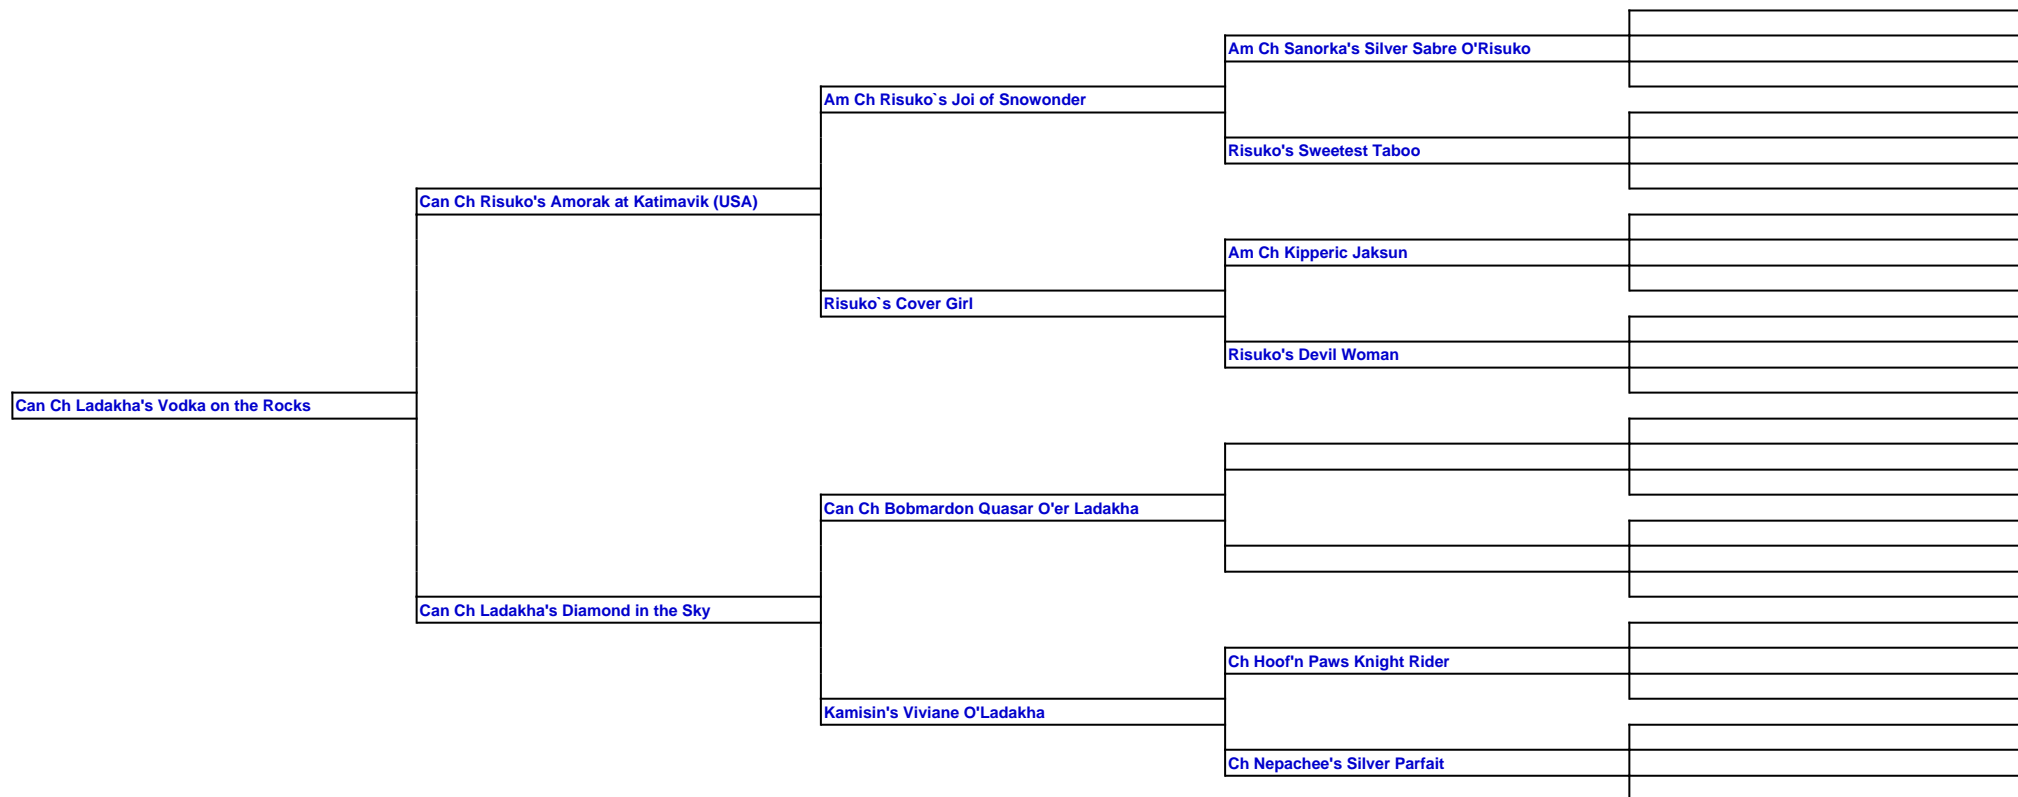 Am Ch Sanorka's Silver Sabre O'Risuko
Am Ch Risuko`s Joi of Snowonder
Risuko's Sweetest Taboo
Can Ch Risuko's Amorak at Katimavik (USA)
Am Ch Kipperic Jaksun
Risuko`s Cover Girl
Risuko's Devil Woman
Can Ch Ladakha's Vodka on the Rocks
Can Ch Bobmardon Quasar O'er Ladakha
Can Ch Ladakha's Diamond in the Sky
Ch Hoof'n Paws Knight Rider
Kamisin's Viviane O'Ladakha
Ch Nepachee's Silver Parfait